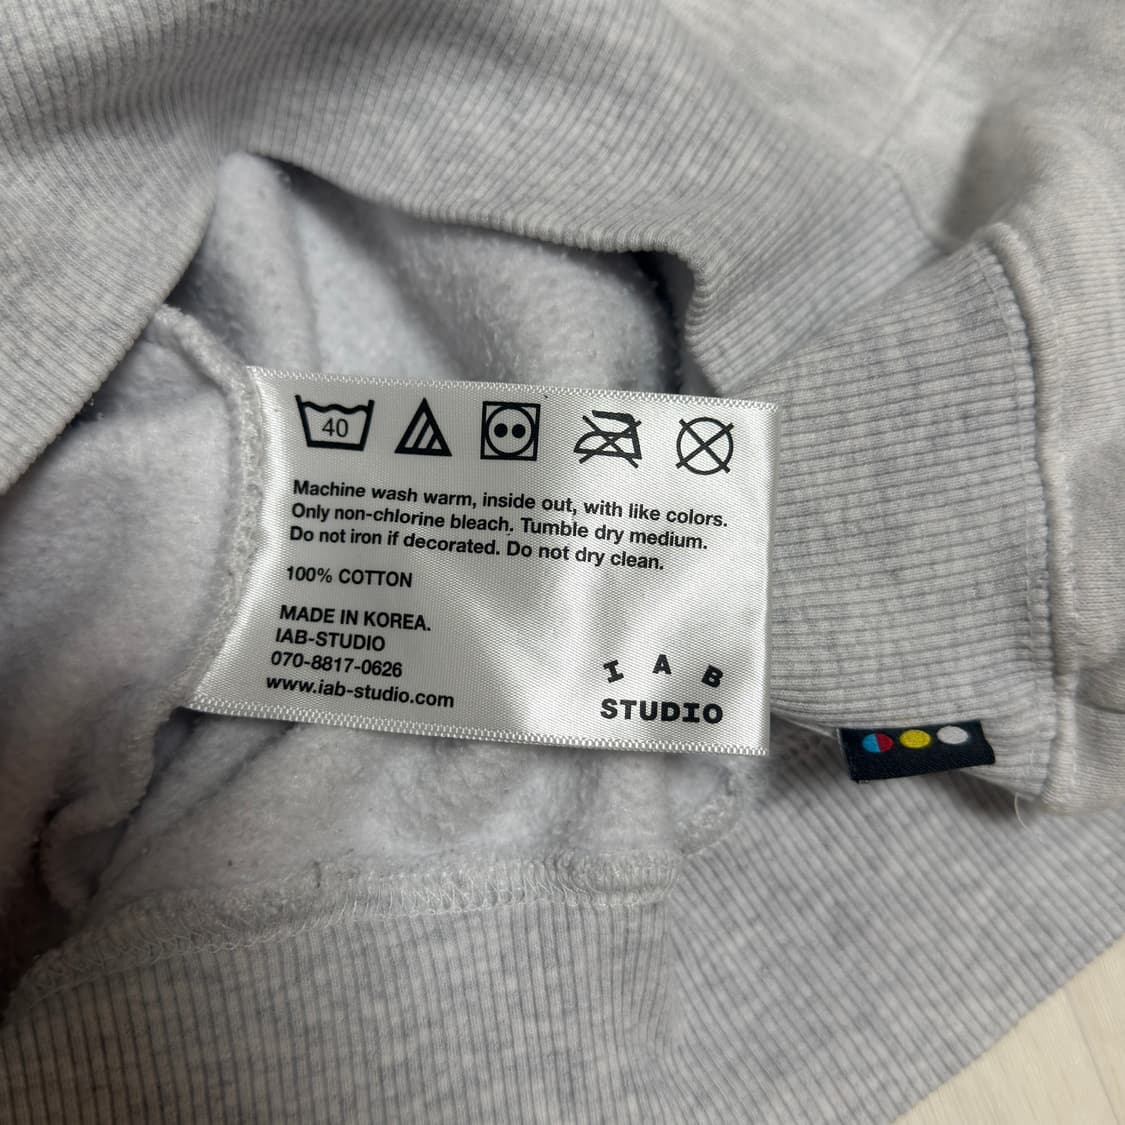 40
Machine wash warm, inside out, with like colors.
Only non-chlorine bleach. Tumble dry medium.
Do not iron if decorated. Do not dry clean.
100% COTTON
MADE IN KOREA.
IAB-STUDIO
070-8817-0626
www.iab-studio.com
I A B
STUDIO